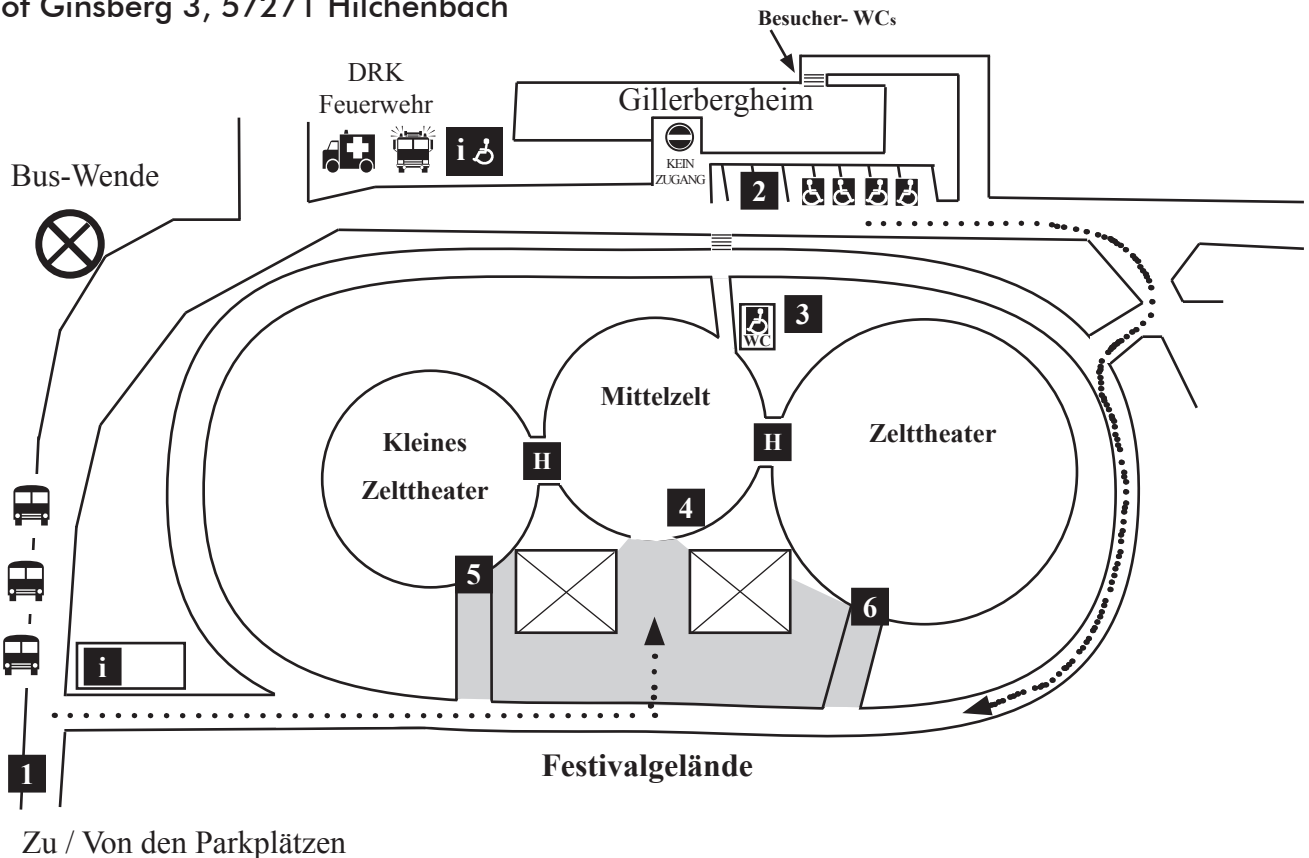 of Ginsberg 3, 57271 Hilchenbach
Besucher- WCs
DRK
Feuerwehr
Gillerbergheim
i
KEIN
ZUGANG
Bus-Wende
2
3
WC
Mittelzelt
Kleines
Zelttheater
Zelttheater
H
H
4
5
6
i
1
Festivalgelände
Zu / Von den Parkplätzen